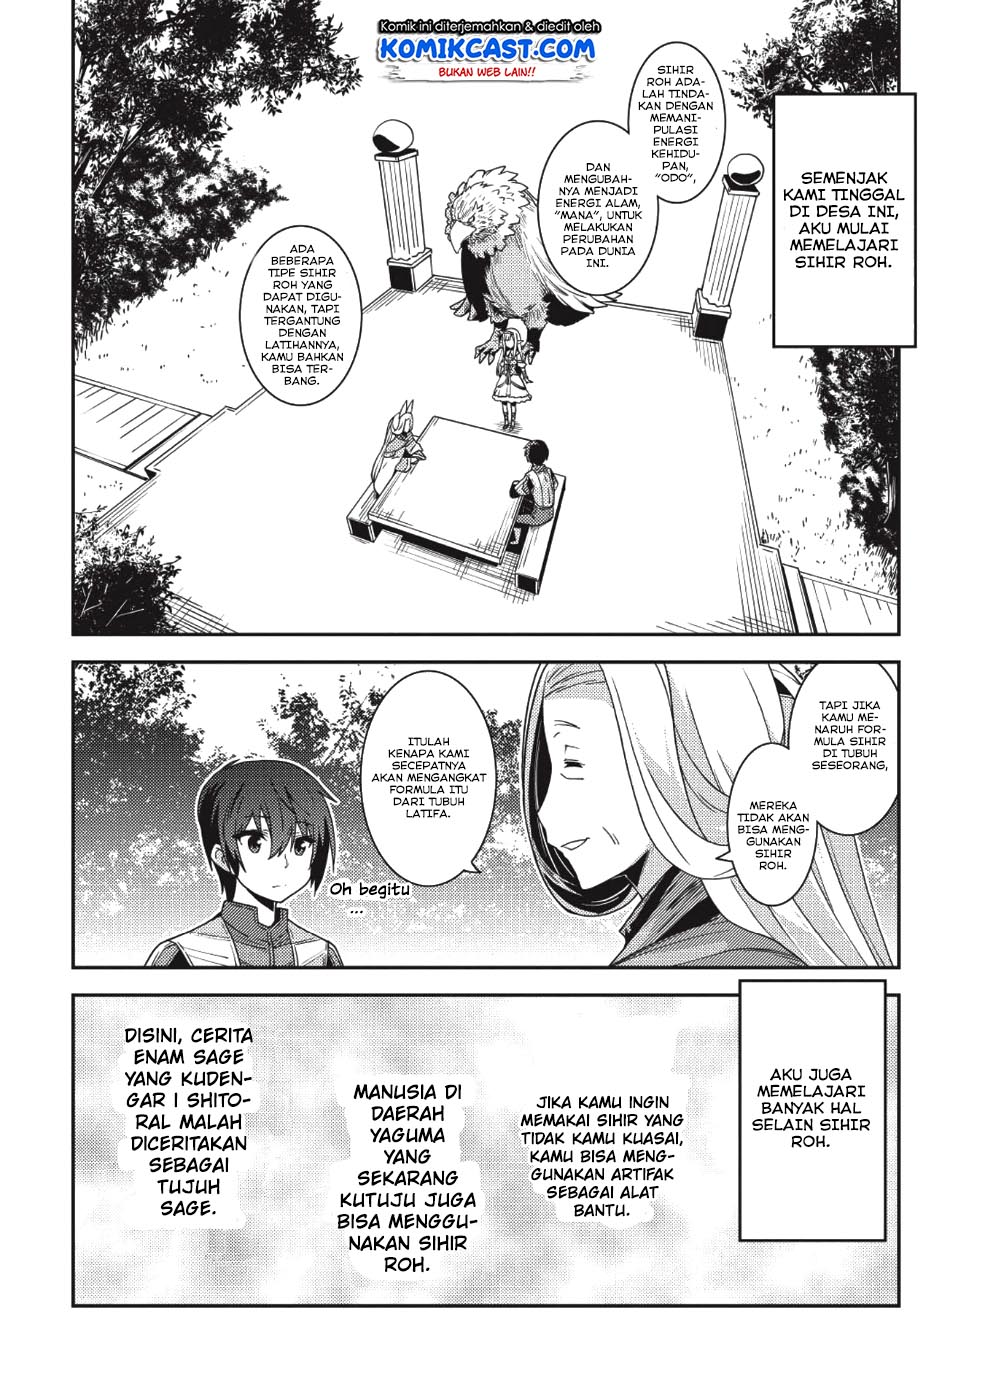 Komik ini diterjemahkan & diedit oleh
KOMIKCAST.COM
BUKAN WEB LAIN!!
SEMENJAK
KAMI TINGGAL
DI DESA INI,
AKU MULAI
MEMELAJARI
SIHIR ROH.
SIHIR
ROH ADA-
LAH TINDA-
KAN DENGAN
MEMANI-
PULASI
ENERGI
KEHIDU-
PAN,
"ODO",
DAN
MENGUBAH-
NYA MENJADI
ENERGI ALAM,
"MANA", UNTUK
MELAKUKAN
PERUBAHAN
PADA DUNIA
INI.
ADA
BEBERAPA
TIPE SIHIR
ROH YANG
DAPAT DIGU-
NAKAN, TAPI
TERGANTUNG
DENGAN
LATIHANNYA,
KAMU BAHKAN
BISA TER-
BANG.
TAPI JIKA
KAMU ME-
NARUH FOR-
MULA SIHIR
DI TUBUH
SESEORANG,
MEREKA
TIDAK AKAN
BISA MENG-
GUNAKAN
SIHIR
ROH.
ITULAH
KENAPA KAMI
SECEPATNYA
AKAN MENGANGKAT
FORMULA ITU
DARI TUBUH
LATIFA.
Oh begitu
...
AKU JUGA
MEMELAJARI
BANYAK HAL
SELAIN SIHIR
ROH.
JIKA KAMU INGIN
MEMAKAI SIHIR YANG
TIDAK KAMU KUASAI,
KAMU BISA MENG-
GUNAKAN ARTIFAK
SEBAGAI ALAT
BANTU.
MANUSIA DI
DAERAH
YAGUMA
YANG
SEKARANG
KUTUJU JUGA
BISA MENGGU-
NAKAN SIHIR
ROH.
DISINI, CERITA
ENAM SAGE
YANG KUDEN-
GAR I SHITO-
RAL MALAH
DICERITAKAN
SEBAGAI
TUJUH
SAGE.